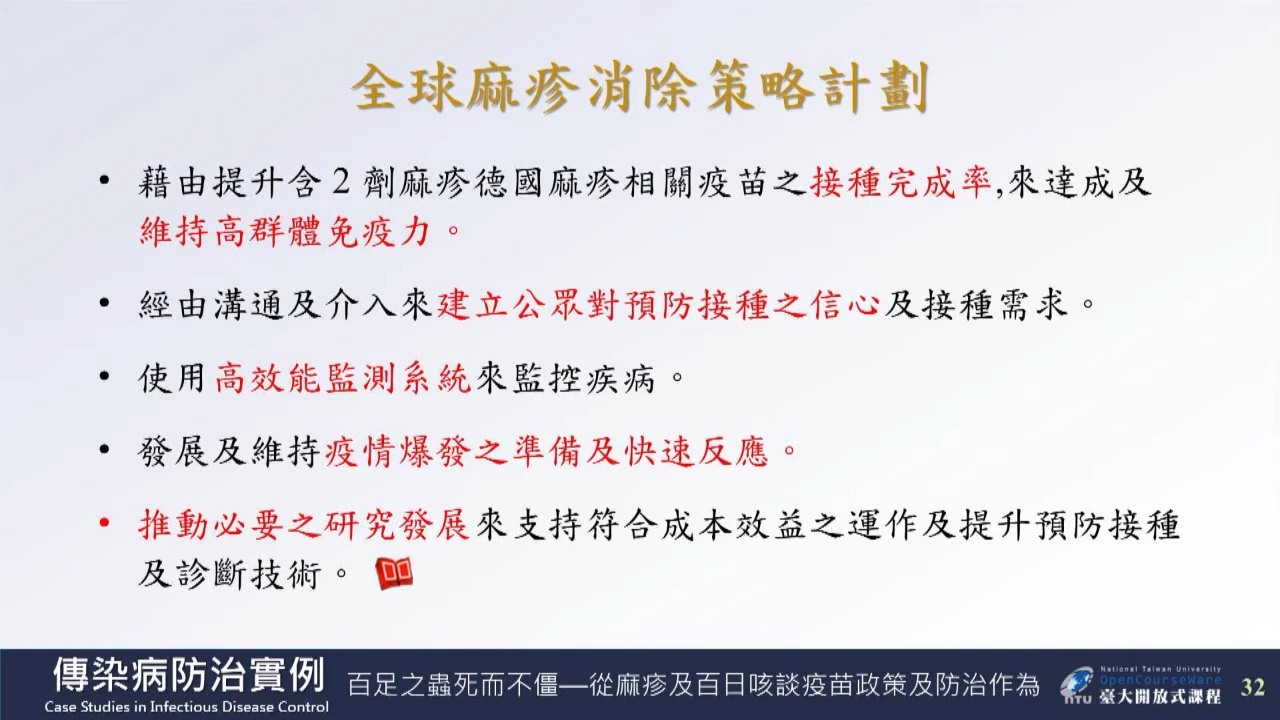 全球麻疹消除策略計劃
• 藉由提升含 2 劑麻疹德國麻疹相關疫苗之接種完成率,來達成及
維持高群體免疫力。
• 經由溝通及介入來建立公眾對預防接種之信心及接種需求。
• 使用高效能監測系統來監控疾病。
• 發展及維持疫情爆發之準備及快速反應。
• 推動必要之研究發展來支持符合成本效益之運作及提升預防接種
及診斷技術。
傳染病防治實例
Case Studies in Infectious Disease Control
百足之蟲死而不僵—從麻疹及百日咳談疫苗政策及防治作為
National Taiwan University
OpenCourseWare
NTU 臺大開放式課程
32